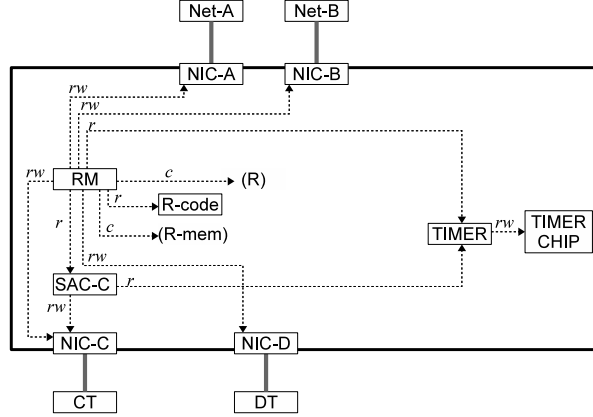 Net-A Net-B
NIC-A NIC-B
rw
rw
r
rw RM c (R)
r R-code
r c (R-mem)
rw
TIMER rw TIMER
CHIP
SAC-C r
rw
NIC-C NIC-D
CT DT